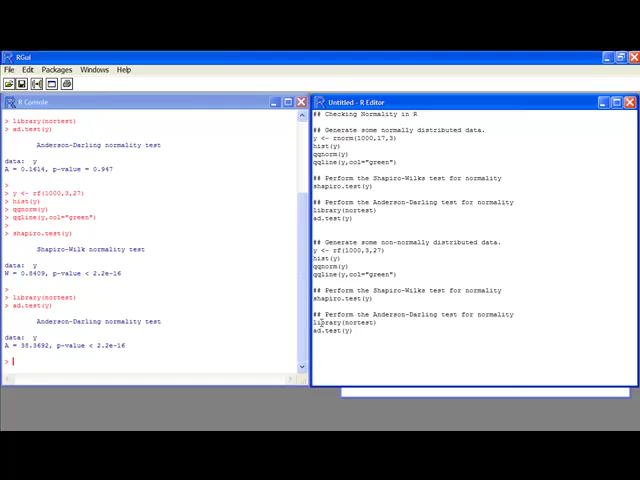 RGui
File Edit Packages Windows Help
R Console
> library(nortest)
> ad.test(y)
Anderson-Darling normality test
data: y
A = 0.1614, p-value = 0.947
>
> y <- rf(1000,3,27)
> hist(y)
> qqnorm(y)
> qqline(y,col="green")
>
> shapiro.test(y)
Shapiro-Wilk normality test
data: y
W = 0.8409, p-value < 2.2e-16
>
> library(nortest)
> ad.test(y)
Anderson-Darling normality test
data: y
A = 38.3692, p-value < 2.2e-16
>
Untitled - R Editor
## Checking Normality in R
## Generate some normally distributed data.
y <- rnorm(1000,17,3)
hist(y)
qqnorm(y)
qqline(y,col="green")
## Perform the Shapiro-Wilks test for normality
shapiro.test(y)
## Perform the Anderson-Darling test for normality
library(nortest)
ad.test(y)
## Generate some non-normally distributed data.
y <- rf(1000,3,27)
hist(y)
qqnorm(y)
qqline(y,col="green")
## Perform the Shapiro-Wilks test for normality
shapiro.test(y)
## Perform the Anderson-Darling test for normality
library(nortest)
ad.test(y)